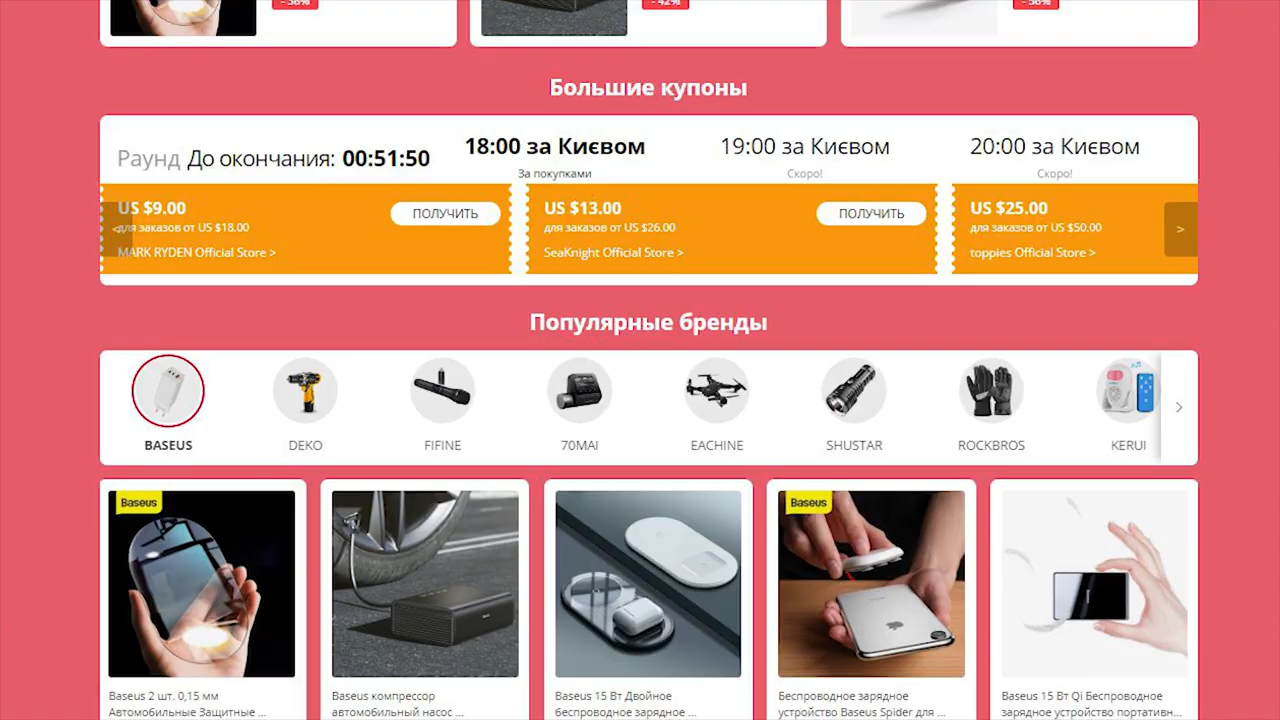 - 36%
- 42%
- 56%
Большие купоны
Раунд До окончания: 00:51:50
18:00 за Києвом
За покупками
19:00 за Києвом
Скоро!
20:00 за Києвом
Скоро!
US $9.00
для заказов от US $18.00
MARK RYDEN Official Store >
ПОЛУЧИТЬ
US $13.00
для заказов от US $26.00
SeaKnight Official Store >
ПОЛУЧИТЬ
US $25.00
для заказов от US $50.00
toppies Official Store >
<
>
Популярные бренды
BASEUS
DEKO
FIFINE
70MAI
EACHINE
SHUSTAR
ROCKBROS
KERUI
Baseus
Baseus
Baseus 2 шт. 0,15 мм
Автомобильные Защитные ...
Baseus компрессор
автомобильный насос ...
Baseus 15 Вт Двойное
беспроводное зарядное ...
Беспроводное зарядное
устройство Baseus Spider для ...
Baseus 15 Вт Qi Беспроводное
зарядное устройство портативн...